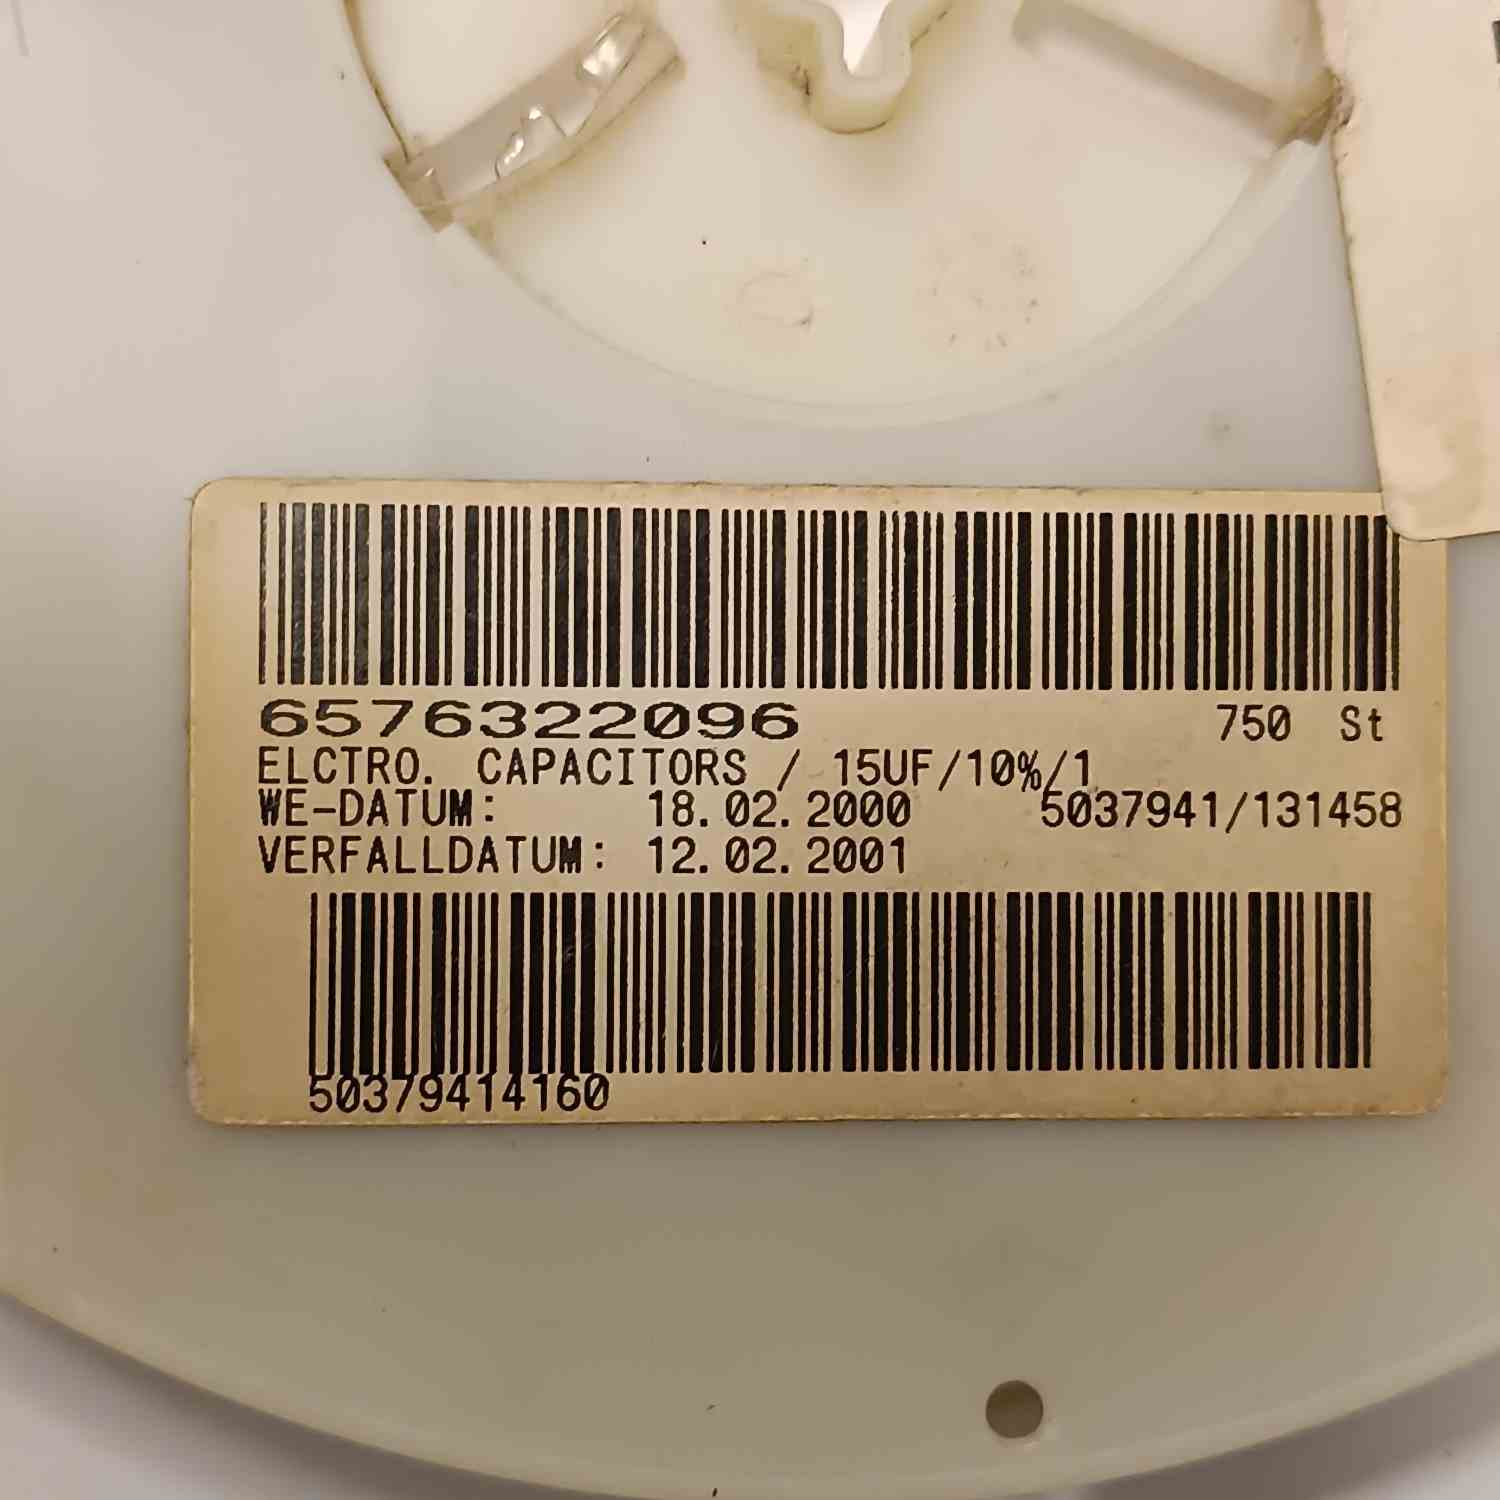 6576322096 750 St
ELCTRO. CAPACITORS / 15UF/10%/1
WE-DATUM: 18.02.2000 5037941/131458
VERFALLDATUM: 12.02.2001
50379414160